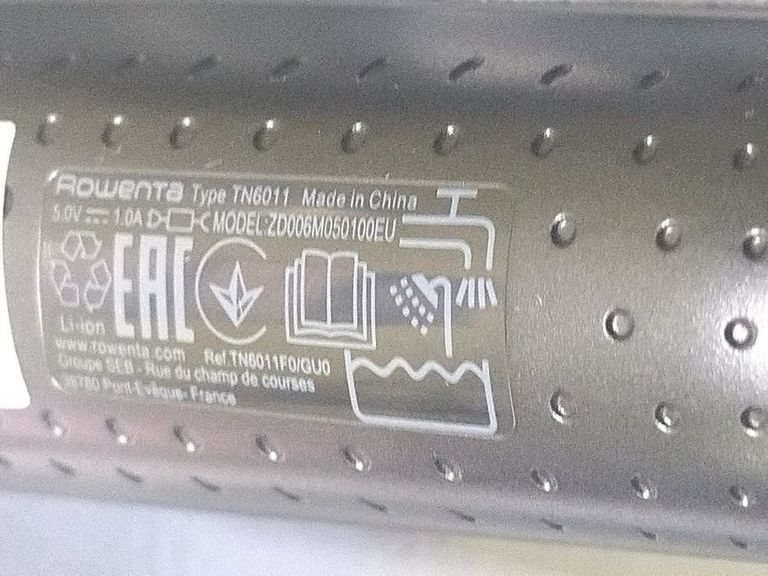 Rowenta Type TN6011 Made in China
5.0V 1.0A MODEL:ZD006M050100EU
EAC
Li-ion
www.rowenta.com Ref TN6011F0/GU0
Groupe SEB - Rue du champ de courses
38780 Pont-Evêque- France